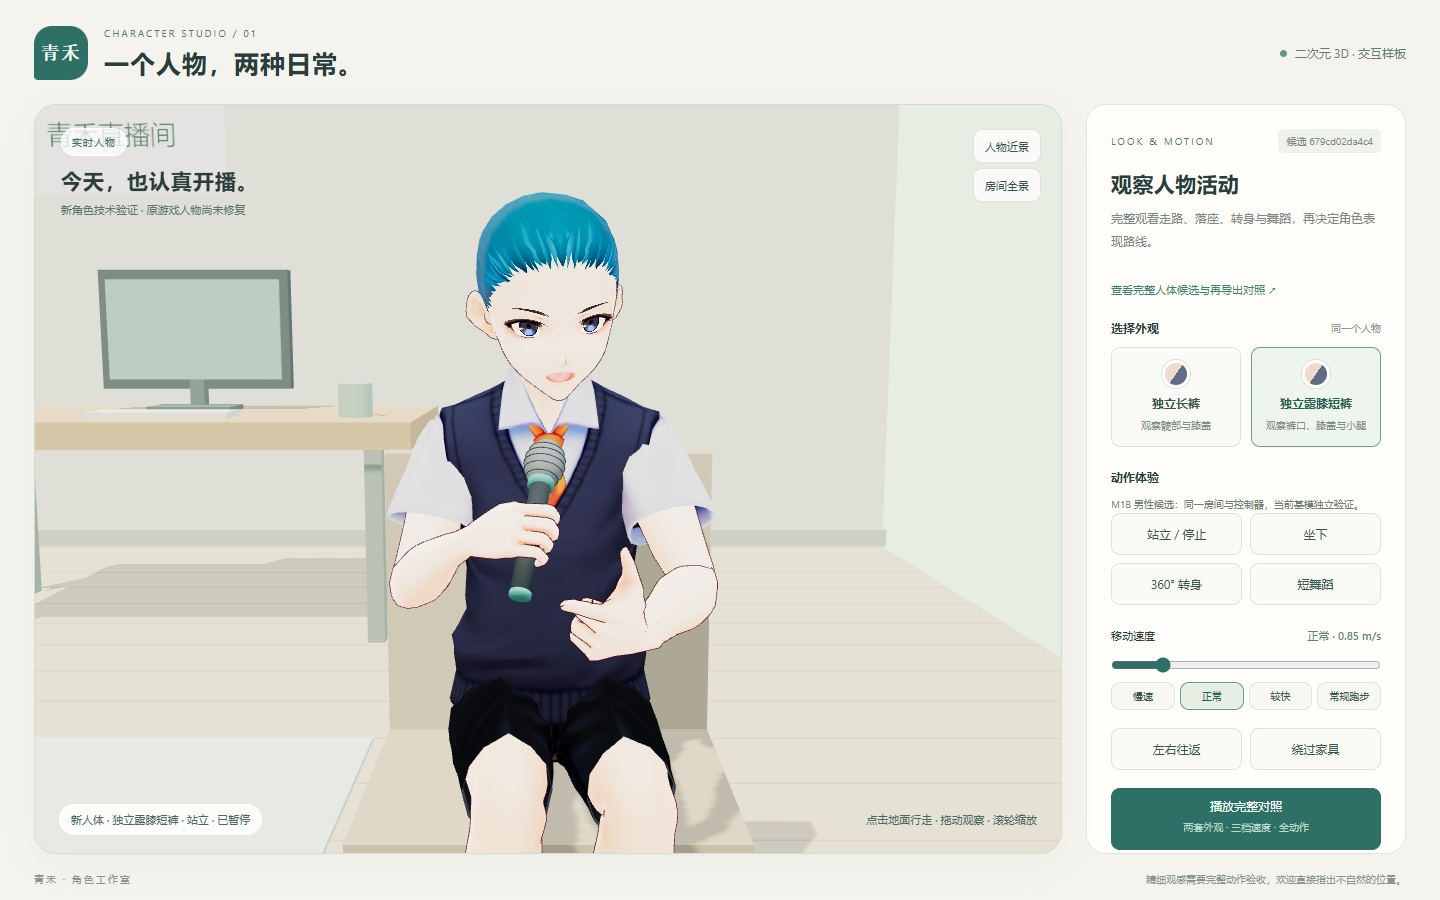 青禾
CHARACTER STUDIO / 01
一个人物，两种日常。
二次元 3D · 交互样板
青禾直播间
实时人物
今天，也认真开播。
新角色技术验证 · 原游戏人物尚未修复
人物近景
房间全景
新人体 · 独立露膝短裤 · 站立 · 已暂停
点击地面行走 · 拖动观察 · 滚轮缩放
LOOK & MOTION
候选 679cd02da4c4
观察人物活动
完整观看走路、落座、转身与舞蹈，再决定角色表
现路线。
查看完整人体候选与再导出对照 ↗
选择外观
同一个人物
独立长裤
观察髋部与膝盖
独立露膝短裤
观察裤口、膝盖与小腿
动作体验
M1B 男性候选：同一房间与控制器，当前基模独立验证。
站立 / 停止
坐下
360° 转身
短舞蹈
移动速度
正常 · 0.85 m/s
慢速
正常
较快
常规跑步
左右往返
绕过家具
播放完整对照
两套外观 · 三档速度 · 全动作
青禾 · 角色工作室
精细观感需要完整动作验收，欢迎直接指出不自然的位置。